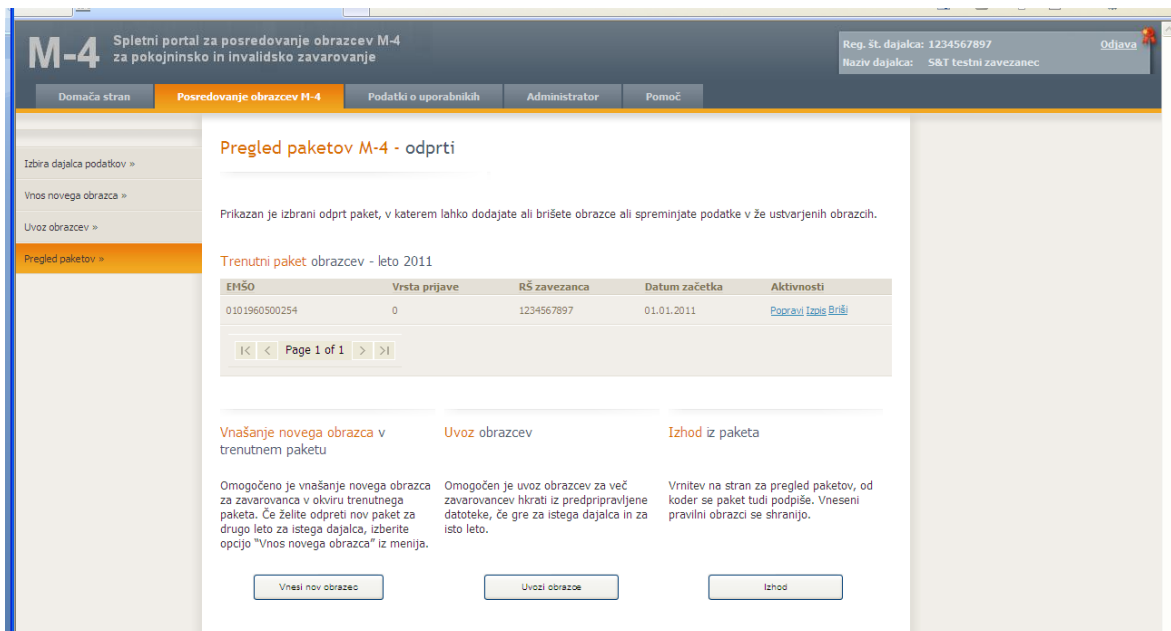 M-4
Spletni portal za posredovanje obrazcev M-4
za pokojninsko in invalidsko zavarovanje
Reg. št. dajalca: 1234567897
Odjava
Naziv dajalca: S&T testni zavezanec
Domača stran
Posredovanje obrazcev M-4
Podatki o uporabnikih
Administrator
Pomoč
Izbira dajalca podatkov »
Vnos novega obrazca »
Uvoz obrazcev »
Pregled paketov »
Pregled paketov M-4 - odprti
Prikazan je izbrani odprt paket, v katerem lahko dodajate ali brišete obrazce ali spreminjate podatke v že ustvarjenih obrazcih.
Trenutni paket obrazcev - leto 2011
EMŠO Vrsta prijave RŠ zavezanca Datum začetka Aktivnosti
0101960500254 0 1234567897 01.01.2011 Popravi Izpis Briši
|< < Page 1 of 1 > >|
Vnašanje novega obrazca v
trenutnem paketu
Omogočeno je vnašanje novega obrazca
za zavarovanca v okviru trenutnega
paketa. Če želite odpreti nov paket za
drugo leto za istega dajalca, izberite
opcijo "Vnos novega obrazca" iz menija.
Vnesi nov obrazec
Uvoz obrazcev
Omogočen je uvoz obrazcev za več
zavarovancev hkrati iz predpripravljene
datoteke, če gre za istega dajalca in za
isto leto.
Uvozi obrazce
Izhod iz paketa
Vrnitev na stran za pregled paketov, od
koder se paket tudi podpiše. Vneseni
pravilni obrazci se shranijo.
Izhod